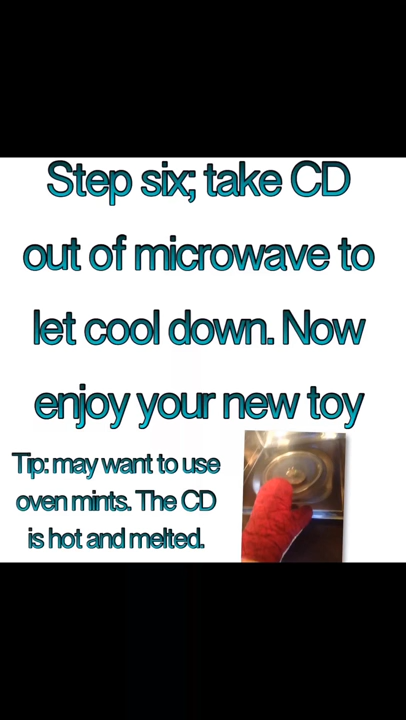 Step six; take CD
out of microwave to
let cool down. Now
enjoy your new toy
Tip: may want to use
oven mints. The CD
is hot and melted.